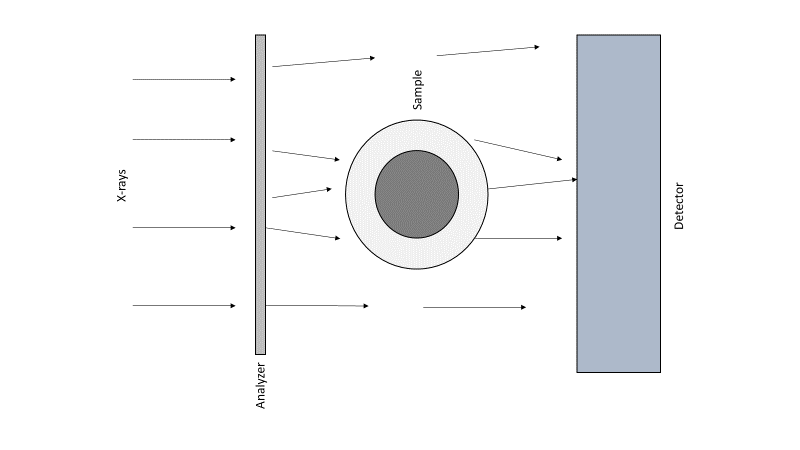 X-rays
Analyzer
Sample
Detector